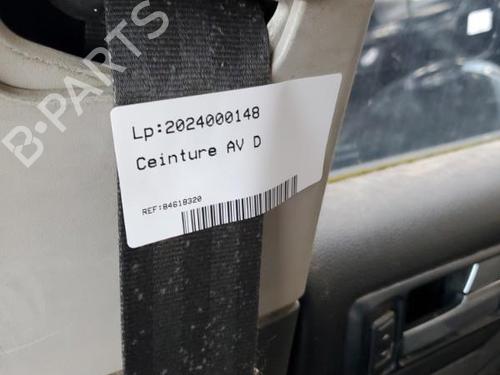 B-PARTS
Lp:2024000148
Ceinture AV D
REF:84618320